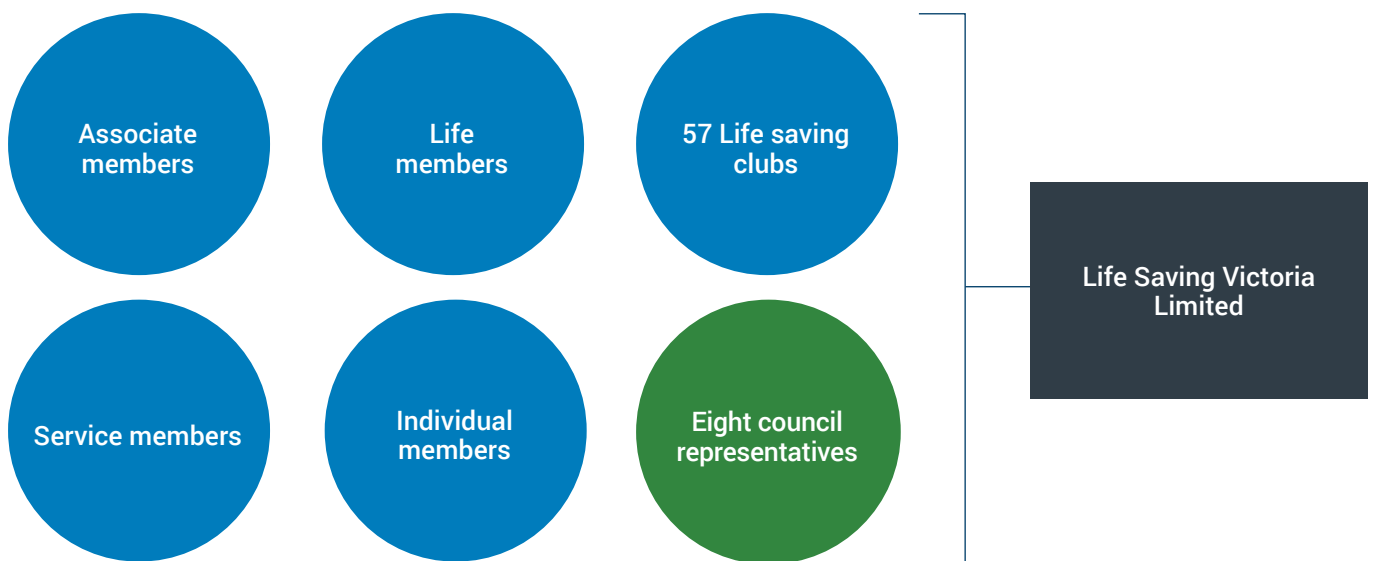 Associate
members
Life
members
57 Life saving
clubs
Life Saving Victoria
Limited
Service members
Individual
members
Eight council
representatives